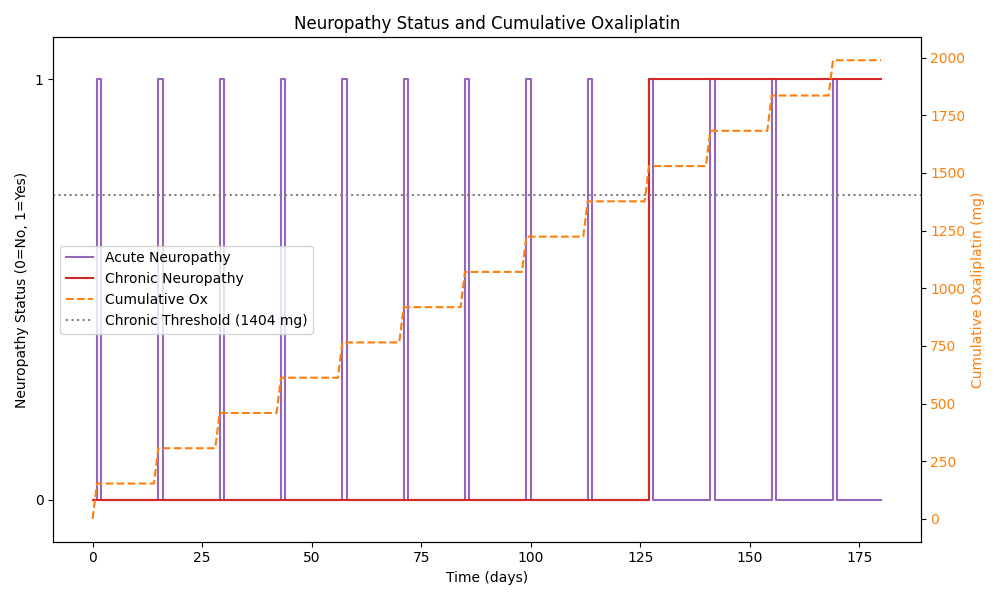 Neuropathy Status and Cumulative Oxaliplatin
Neuropathy Status (0=No, 1=Yes)
1
0
Acute Neuropathy
Chronic Neuropathy
Cumulative Ox
Chronic Threshold (1404 mg)
2000
1750
1500
1250
1000
750
500
250
0
Cumulative Oxaliplatin (mg)
0 25 50 75 100 125 150 175
Time (days)